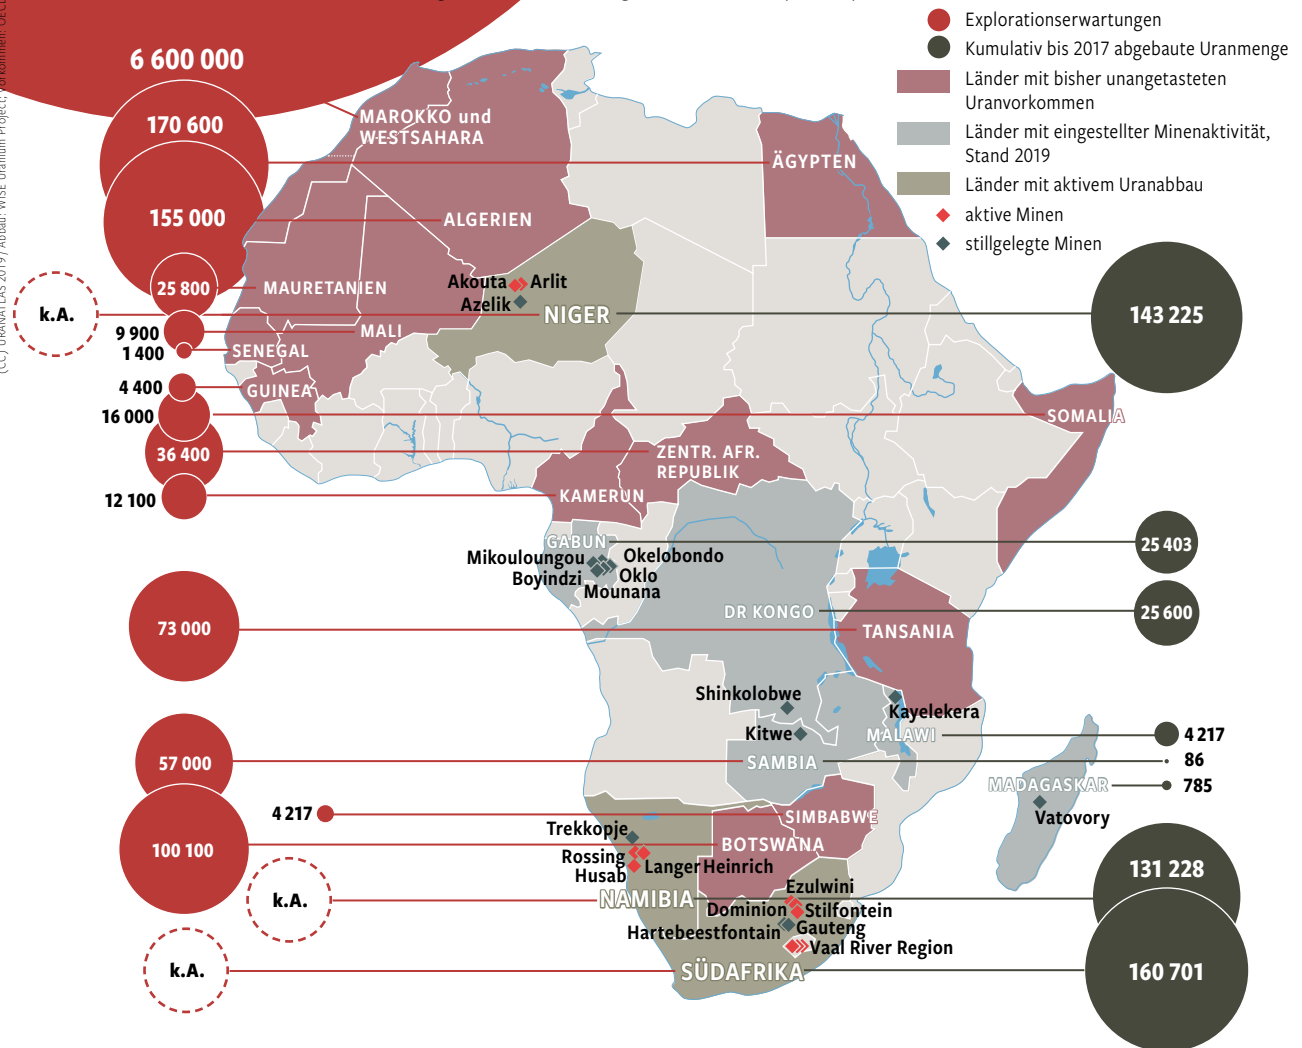 Explorationserwartungen
Kumulativ bis 2017 abgebaute Uranmenge
Länder mit bisher unangetasteten
Uranvorkommen
Länder mit eingestellter Minenaktivität,
Stand 2019
Länder mit aktivem Uranabbau
aktive Minen
stillgelegte Minen
6 600 000
170 600
155 000
25 800
k.A.
9 900
1 400
4 400
16 000
36 400
12 100
73 000
57 000
4 217
100 100
k.A.
k.A.
MAROKKO und
WESTSAHARA
ÄGYPTEN
ALGERIEN
MAURETANIEN
Akouta
Arlit
Azelik
NIGER
MALI
SENEGAL
GUINEA
SOMALIA
ZENTR. AFR.
REPUBLIK
KAMERUN
GABUN
Mikouloungou
Okelobondo
Boyindzi
Oklo
Mounana
DR KONGO
TANSANIA
Shinkolobwe
Kayelekera
Kitwe
MALAWI
SAMBIA
MADAGASKAR
Vatovory
SIMBABWE
Trekkopje
BOTSWANA
Rossing
Langer Heinrich
Husab
Ezulwini
NAMIBIA
Dominion
Stilfontein
Hartebeestfontain
Gauteng
Vaal River Region
SÜDAFRIKA
143 225
25 403
25 600
4 217
86
785
131 228
160 701